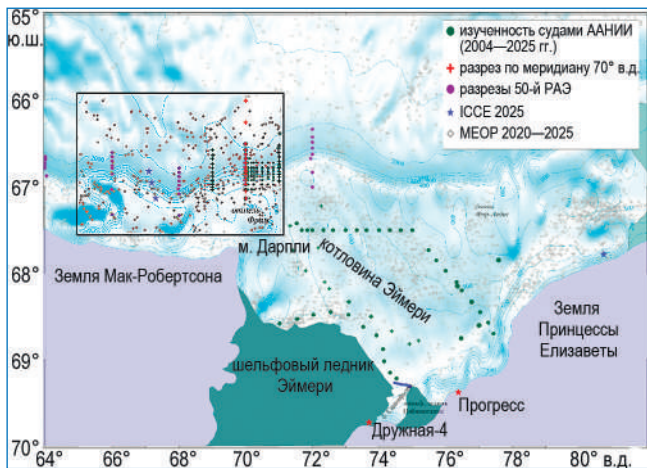 65°
ю.ш.
66°
67°
68°
69°
70°
изученность судами ААНИИ
(2004—2025 гг.)
разрез по меридиану 70° в.д.
разрезы 50-й РАЭ
ICCE 2025
МЕОР 2020—2025
м. Дарпли
котловина Эймери
Земля Мак-Робертсона
Земля
Принцессы
Елизаветы
шельфовый ледник
Эймери
Прогресс
Дружная-4
64° 66° 68° 70° 72° 74° 76° 78° 80° в.д.